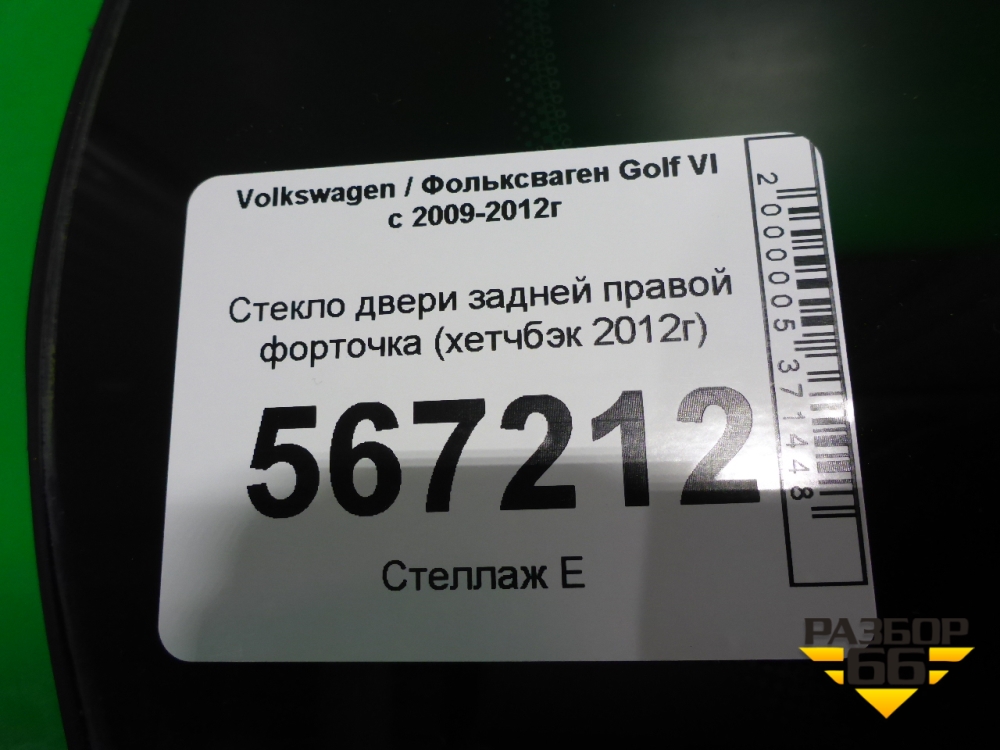 Volkswagen / Фольксваген Golf VI
с 2009-2012г
Стекло двери задней правой
форточка (хетчбэк 2012г)
567212
Стеллаж Е
2000005371448
РАЗБОР
66